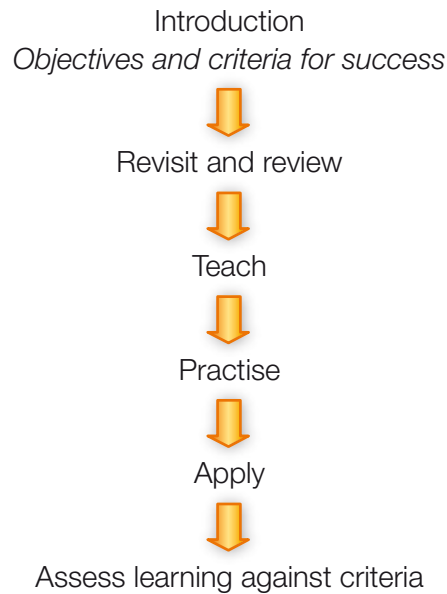 Introduction
Objectives and criteria for success
Revisit and review
Teach
Practise
Apply
Assess learning against criteria